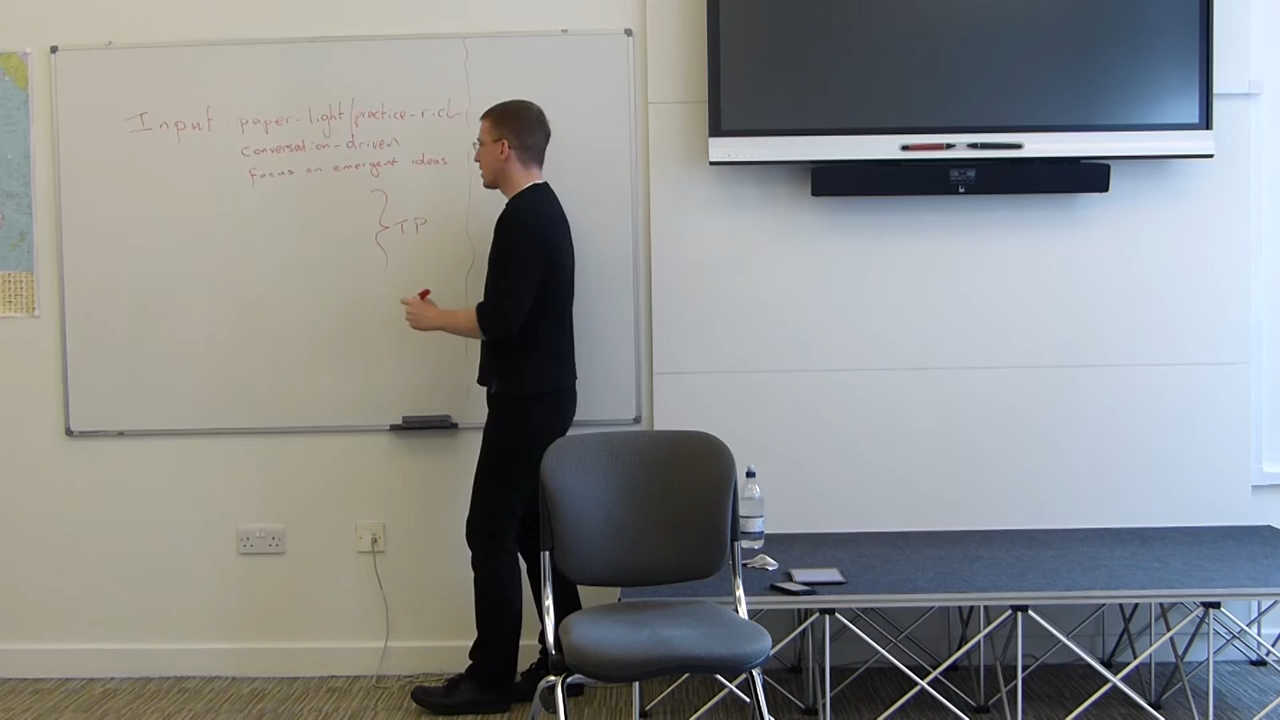 Input paper-light/practice-rich
conversation-driven
focus on emergent ideas
} TP